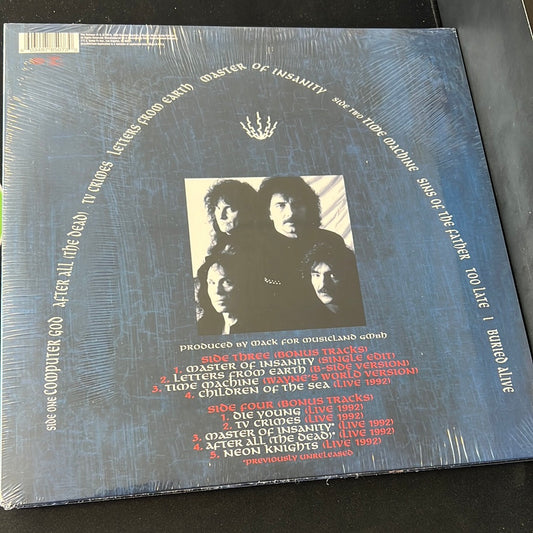 SIDE ONE COMPUTER GOD AFTER ALL (THE DEAD) TV CRIMES LETTERS FROM EARTH MASTER OF INSANITY SIDE TWO TIME MACHINE SINS OF THE FATHER TOO LATE I BURIED ALIVE
PRODUCED BY MACK FOR MUSICLAND GMBH
SIDE THREE (BONUS TRACKS)
1. MASTER OF INSANITY (SINGLE EDIT)
2. LETTERS FROM EARTH (B-SIDE VERSION)
3. TIME MACHINE (WAYNE'S WORLD VERSION)
4. CHILDREN OF THE SEA (LIVE 1992)
SIDE FOUR (BONUS TRACKS)
1. DIE YOUNG (LIVE 1992)
2. TV CRIMES (LIVE 1992)
3. MASTER OF INSANITY* (LIVE 1992)
4. AFTER ALL (THE DEAD)* (LIVE 1992)
5. NEON KNIGHTS (LIVE 1992)
*PREVIOUSLY UNRELEASED